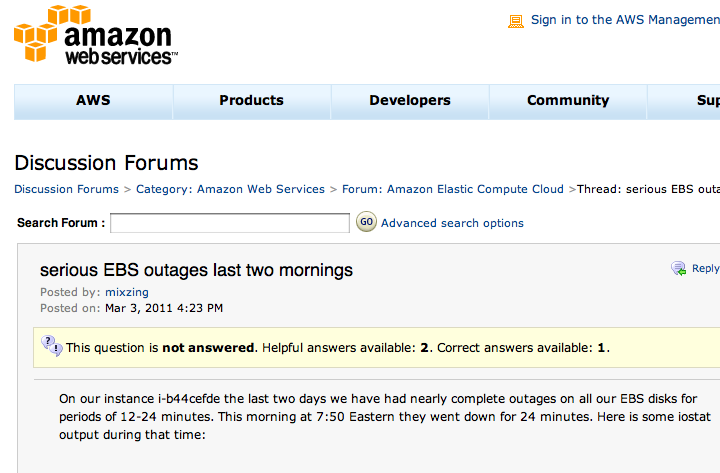 amazon
webservices™
Sign in to the AWS Managemen
AWS Products Developers Community Sup
Discussion Forums
Discussion Forums > Category: Amazon Web Services > Forum: Amazon Elastic Compute Cloud >Thread: serious EBS outa
Search Forum : GO Advanced search options
serious EBS outages last two mornings
Reply
Posted by: mixzing
Posted on: Mar 3, 2011 4:23 PM
This question is not answered. Helpful answers available: 2. Correct answers available: 1.
On our instance i-b44cefde the last two days we have had nearly complete outages on all our EBS disks for
periods of 12-24 minutes. This morning at 7:50 Eastern they went down for 24 minutes. Here is some iostat
output during that time: